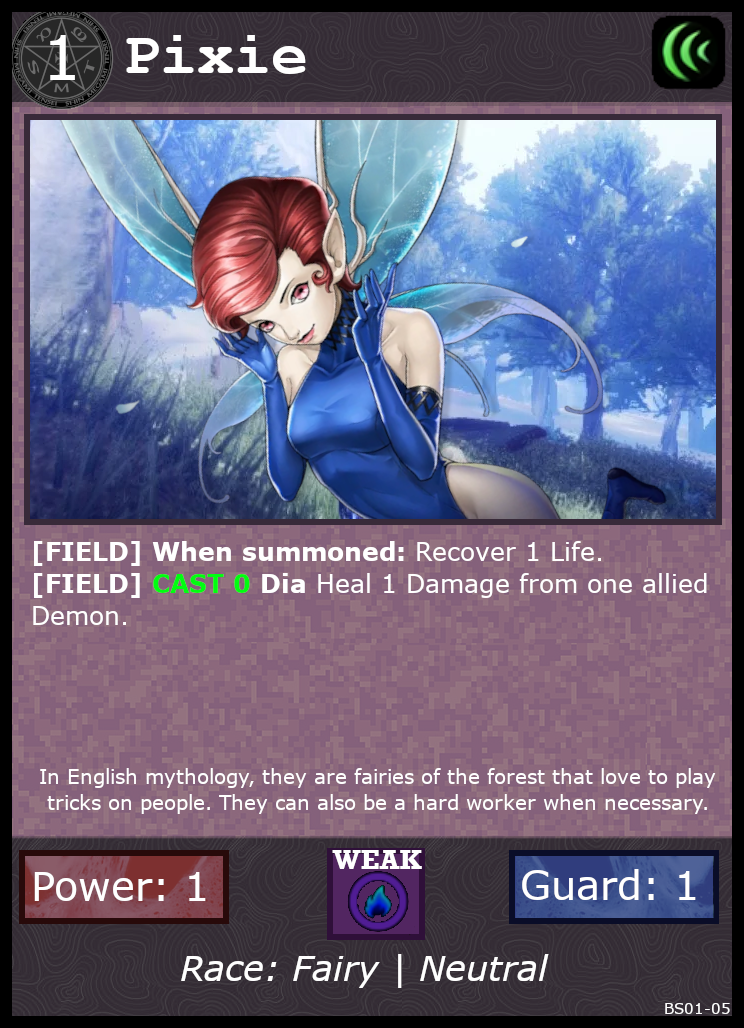 1 Pixie
[FIELD] When summoned: Recover 1 Life.
[FIELD] CAST 0 Dia Heal 1 Damage from one allied
Demon.
In English mythology, they are fairies of the forest that love to play
tricks on people. They can also be a hard worker when necessary.
WEAK
Power: 1
Guard: 1
Race: Fairy | Neutral
BS01-05